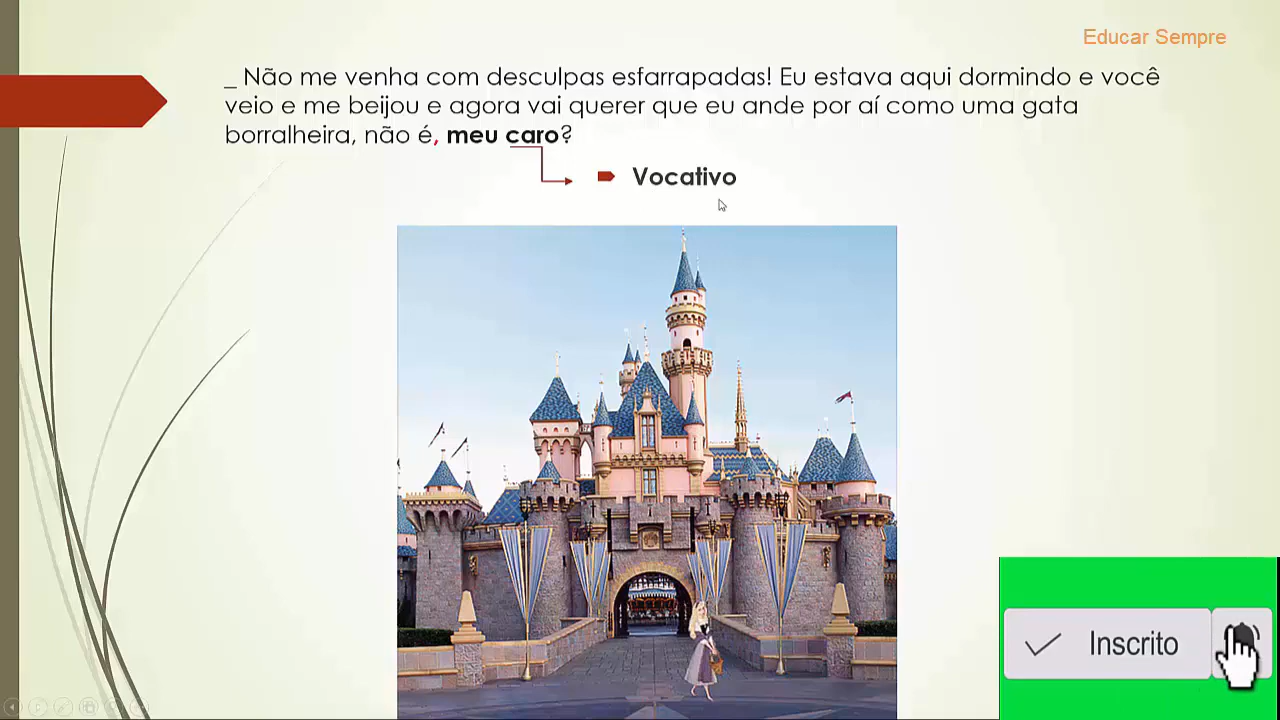 Educar Sempre
_ Não me venha com desculpas esfarrapadas! Eu estava aqui dormindo e você
veio e me beijou e agora vai querer que eu ande por aí como uma gata
borralheira, não é, meu caro?
Vocativo
Inscrito